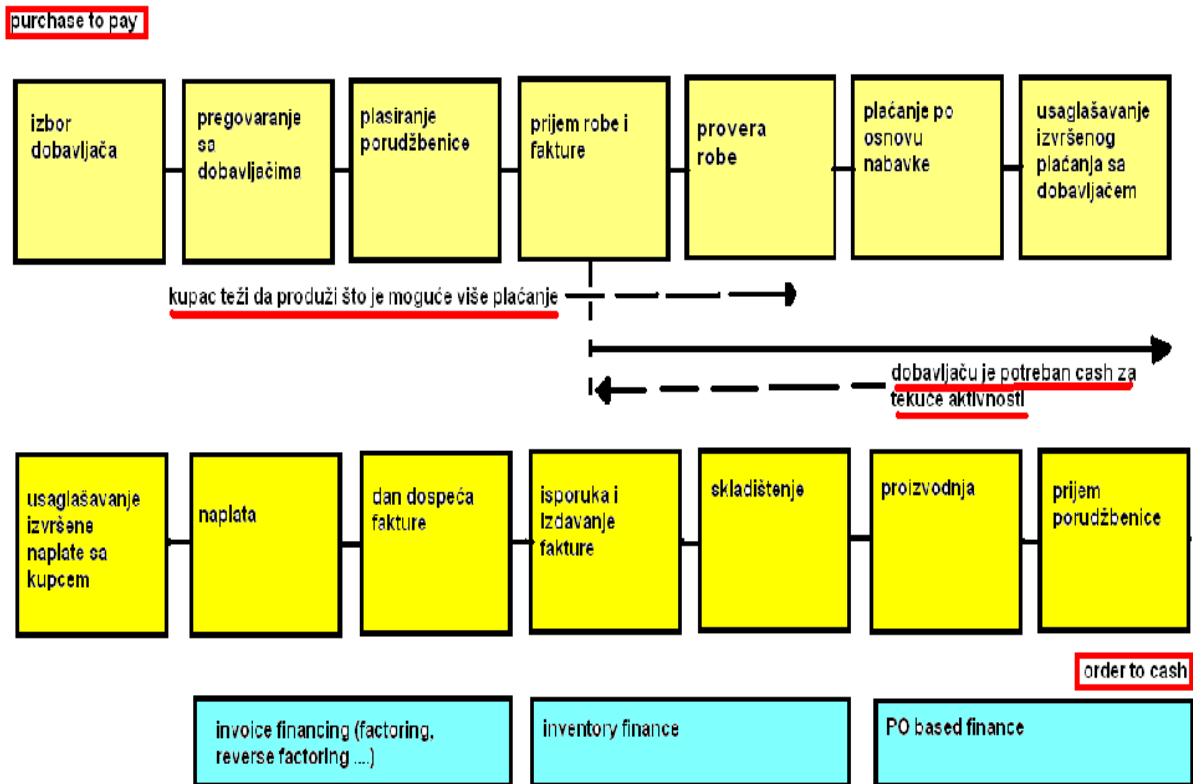 purchase to pay
izbor
dobavljača
pregovaranje
sa
dobavljačima
plasiranje
porudžbenice
prijem robe i
fakture
provera
robe
plaćanje po
osnovu
nabavke
usaglašavanje
izvršenog
plaćanja sa
dobavljačem
kupac teži da produži što je moguće više plaćanje
dobavljaču je potreban cash za
tekuće aktivnosti
usaglašavanje
izvršene
naplate sa
kupcem
naplata
dan dospeća
fakture
isporuka i
izdavanje
fakture
skladištenje
proizvodnja
prijem
porudžbenice
order to cash
invoice financing (factoring,
reverse factoring ....)
inventory finance
PO based finance